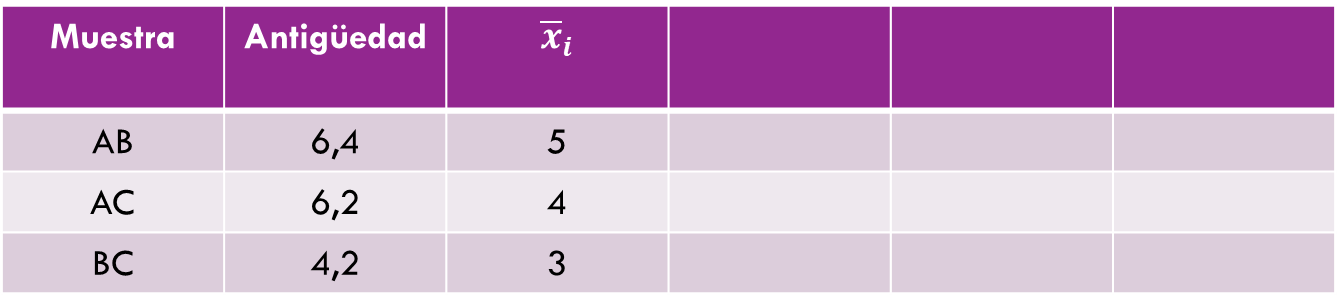 Muestra Antigüedad x̅ᵢ
AB 6,4 5
AC 6,2 4
BC 4,2 3